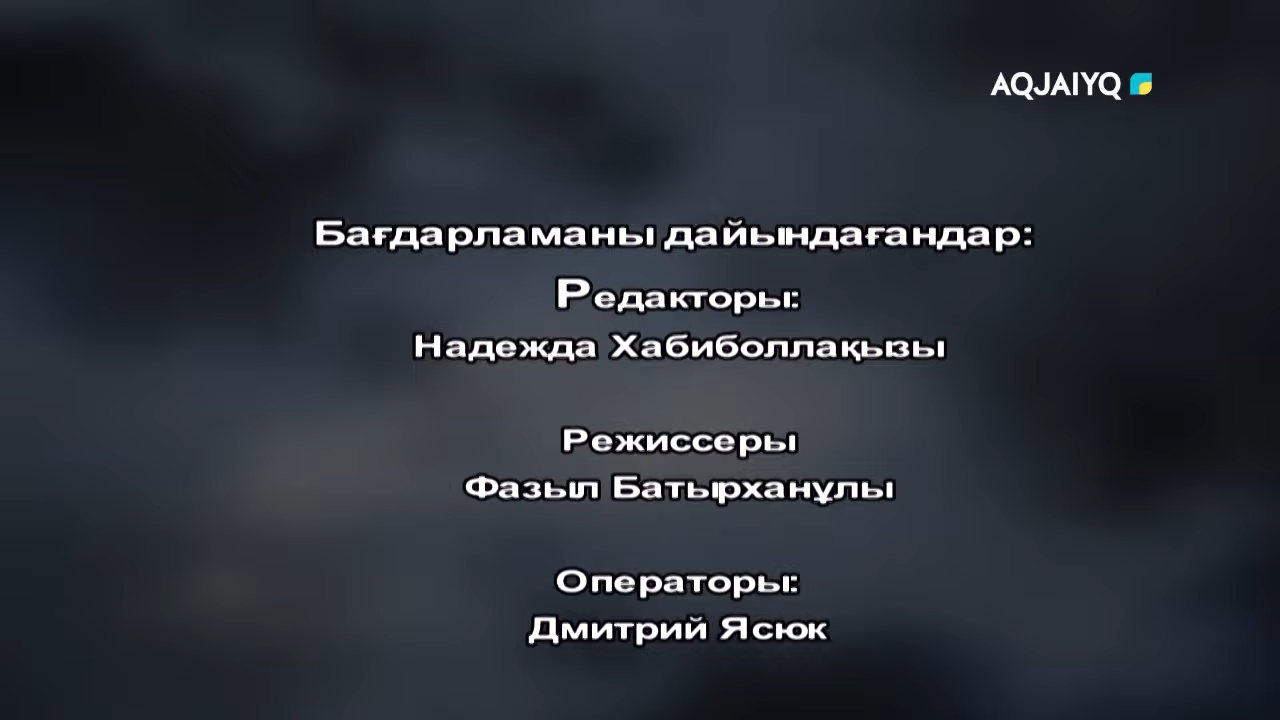 AQJAIYQ
Бағдарламаны дайындағандар:
Редакторы:
Надежда Хабиболлақызы
Режиссеры
Фазыл Батырханұлы
Операторы:
Дмитрий Ясюк